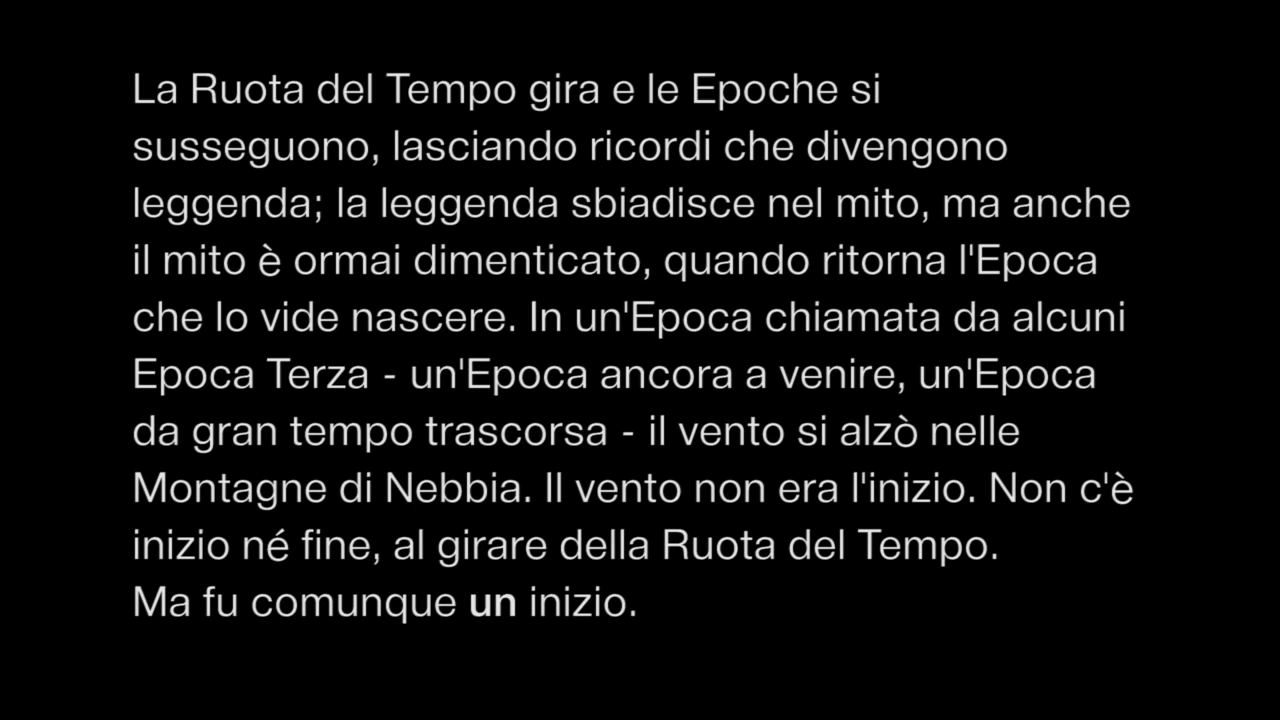 La Ruota del Tempo gira e le Epoche si
susseguono, lasciando ricordi che divengono
leggenda; la leggenda sbiadisce nel mito, ma anche
il mito è ormai dimenticato, quando ritorna l'Epoca
che lo vide nascere. In un'Epoca chiamata da alcuni
Epoca Terza - un'Epoca ancora a venire, un'Epoca
da gran tempo trascorsa - il vento si alzò nelle
Montagne di Nebbia. Il vento non era l'inizio. Non c'è
inizio né fine, al girare della Ruota del Tempo.
Ma fu comunque un inizio.